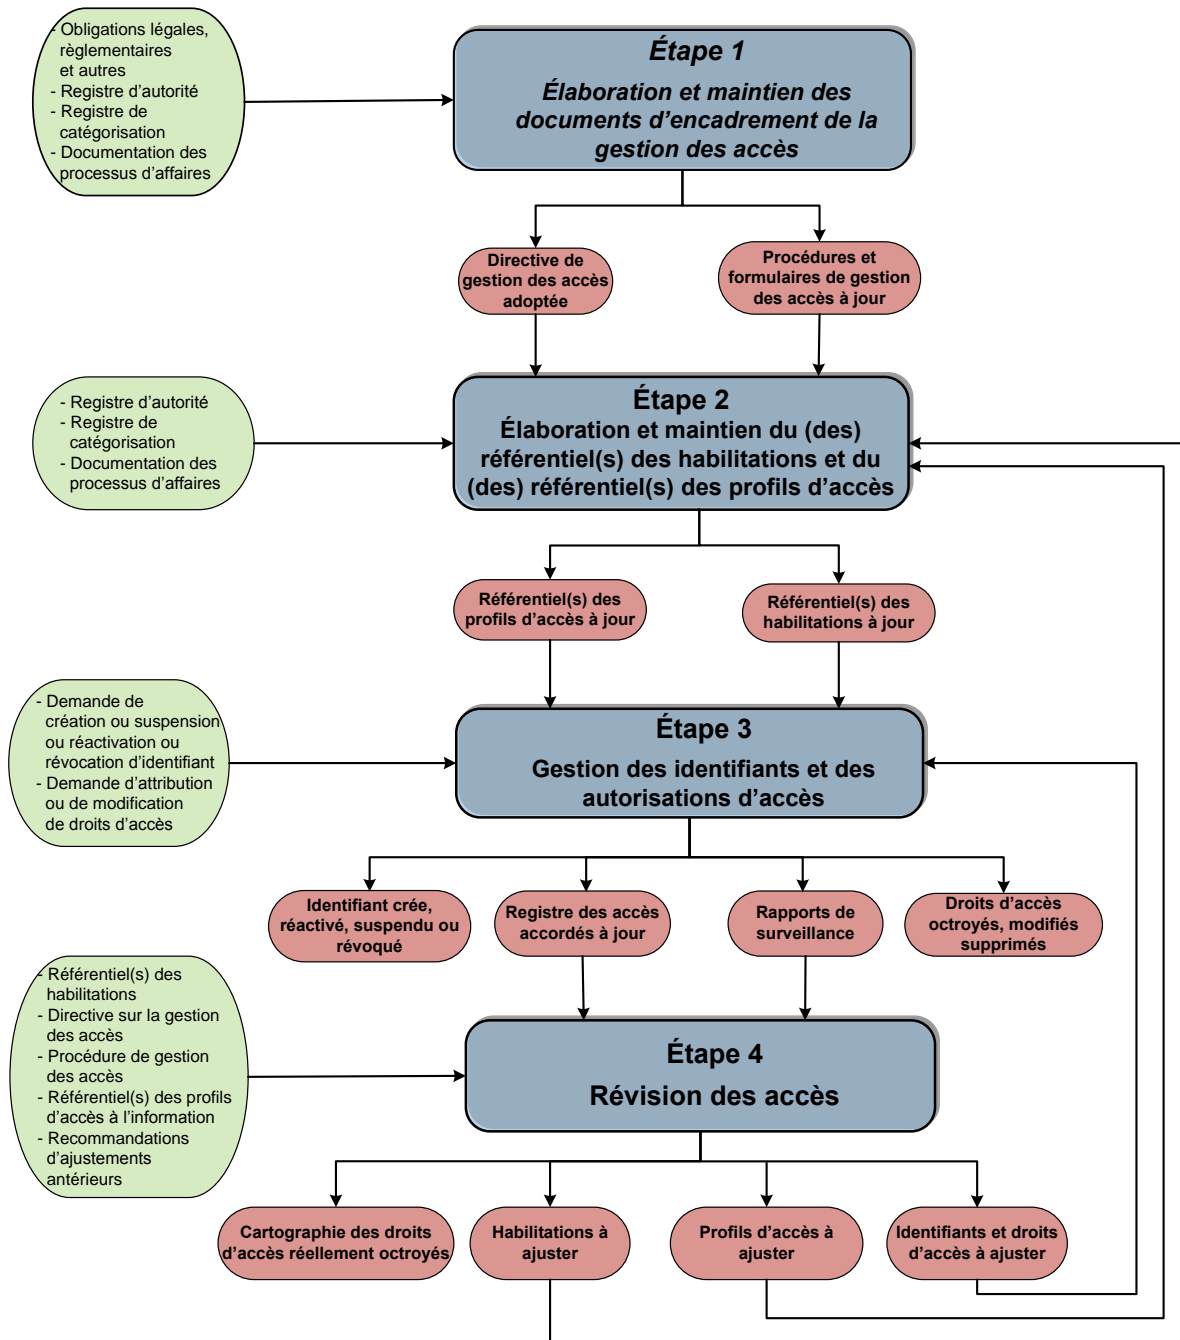 - Obligations légales,
règlementaires
et autres
- Registre d'autorité
- Registre de
catégorisation
- Documentation des
processus d'affaires
Étape 1
Élaboration et maintien des
documents d'encadrement de la
gestion des accès
Directive de
gestion des accès
adoptée
Procédures et
formulaires de gestion
des accès à jour
- Registre d'autorité
- Registre de
catégorisation
- Documentation des
processus d'affaires
Étape 2
Élaboration et maintien du (des)
référentiel(s) des habilitations et du
(des) référentiel(s) des profils d'accès
Référentiel(s) des
profils d'accès à jour
Référentiel(s) des
habilitations à jour
- Demande de
création ou suspension
ou réactivation ou
révocation d'identifiant
- Demande d'attribution
ou de modification
de droits d'accès
Étape 3
Gestion des identifiants et des
autorisations d'accès
Identifiant crée,
réactivé, suspendu ou
révoqué
Registre des accès
accordés à jour
Rapports de
surveillance
Droits d'accès
octroyés, modifiés
supprimés
- Référentiel(s) des
habilitations
- Directive sur la gestion
des accès
- Procédure de gestion
des accès
- Référentiel(s) des profils
d'accès à l'information
- Recommandations
d'ajustements
antérieurs
Étape 4
Révision des accès
Cartographie des droits
d'accès réellement octroyés
Habilitations à
ajuster
Profils d'accès à
ajuster
Identifiants et droits
d'accès à ajuster